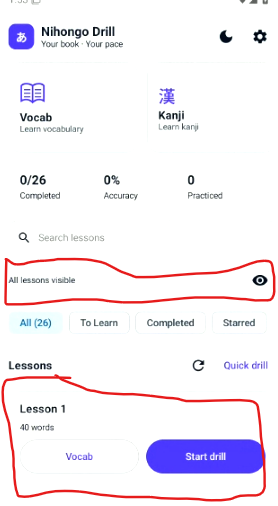 あ
Nihongo Drill
Your book · Your pace
Vocab
Learn vocabulary
漢
Kanji
Learn kanji
0/26
Completed
0%
Accuracy
0
Practiced
Search lessons
All lessons visible
All (26)
To Learn
Completed
Starred
Lessons
Quick drill
Lesson 1
40 words
Vocab
Start drill